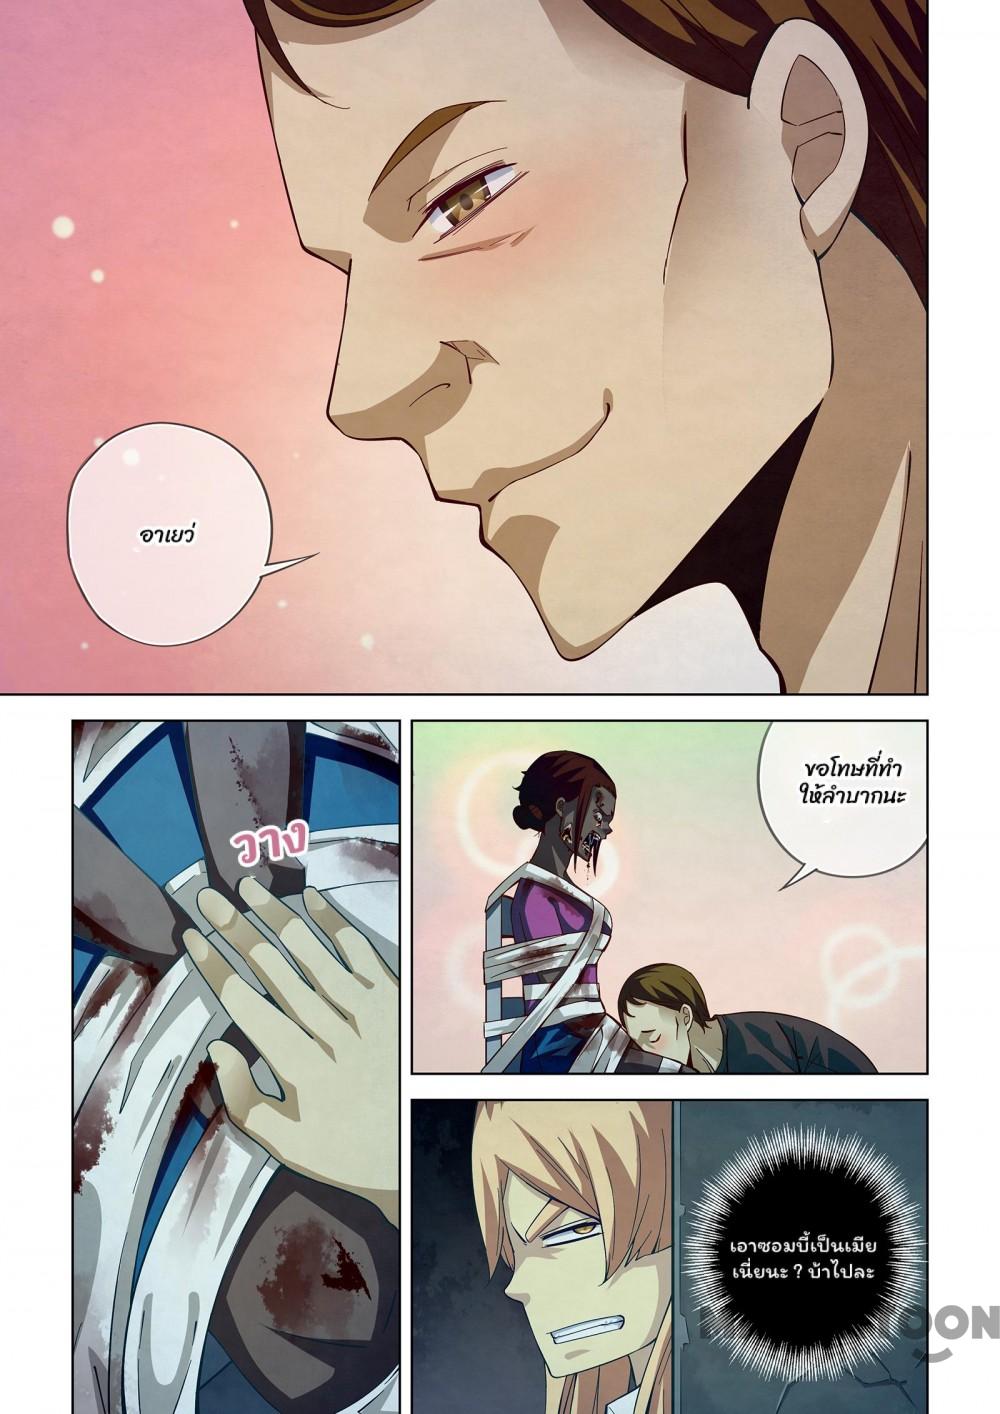 อาเยว่
วาง
ขอโทษที่ทำ
ให้ลำบากนะ
เอาซอมบี้เป็นเมีย
เนี่ยนะ ? บ้าไปละ